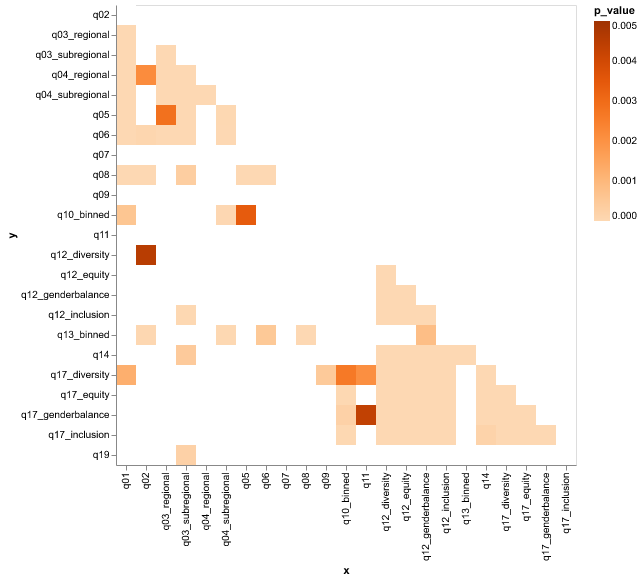 p_value
0.005
0.004
0.003
0.002
0.001
0.000
y
q02
q03_regional
q03_subregional
q04_regional
q04_subregional
q05
q06
q07
q08
q09
q10_binned
q11
q12_diversity
q12_equity
q12_genderbalance
q12_inclusion
q13_binned
q14
q17_diversity
q17_equity
q17_genderbalance
q17_inclusion
q19
q01
q02
q03_regional
q03_subregional
q04_regional
q04_subregional
q05
q06
q07
q08
q09
q10_binned
q11
q12_diversity
q12_equity
q12_genderbalance
q12_inclusion
q13_binned
q14
q17_diversity
q17_equity
q17_genderbalance
q17_inclusion
x